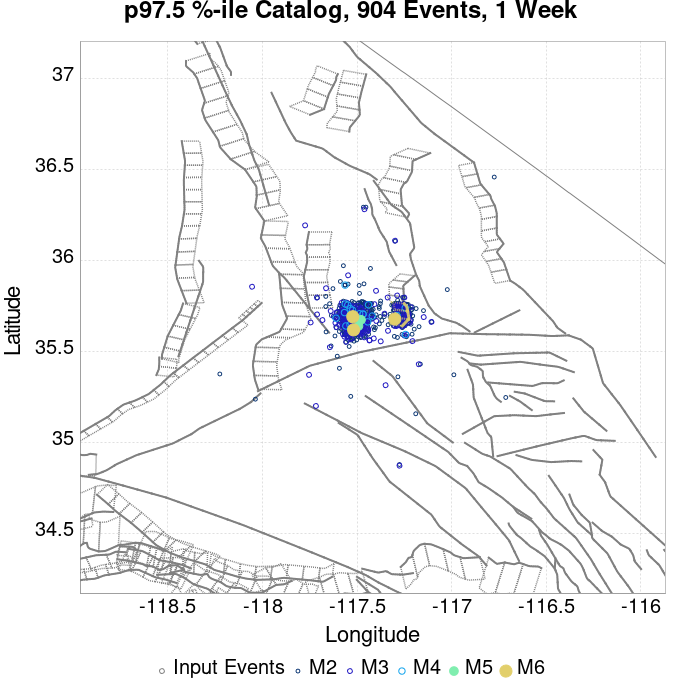 p97.5 %-ile Catalog, 904 Events, 1 Week
37
36.5
36
35.5
35
34.5
Latitude
-118.5 -118 -117.5 -117 -116.5 -116
Longitude
Input Events M2 M3 M4 M5 M6